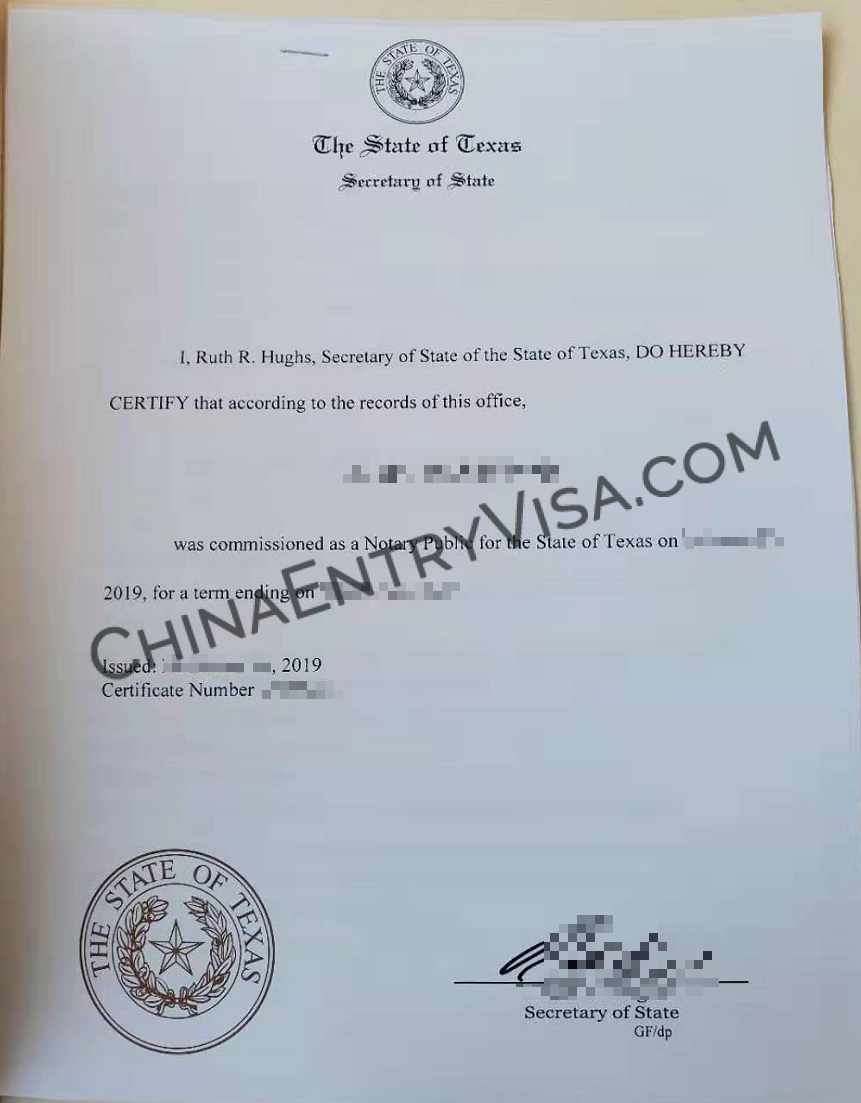 THE STATE OF TEXAS
The State of Texas
Secretary of State
I, Ruth R. Hughs, Secretary of State of the State of Texas, DO HEREBY
CERTIFY that according to the records of this office,
was commissioned as a Notary Public for the State of Texas on
2019, for a term ending on
CHINAENTRYVISA.COM
Issued: , 2019
Certificate Number
THE STATE OF TEXAS
Secretary of State
GF/dp